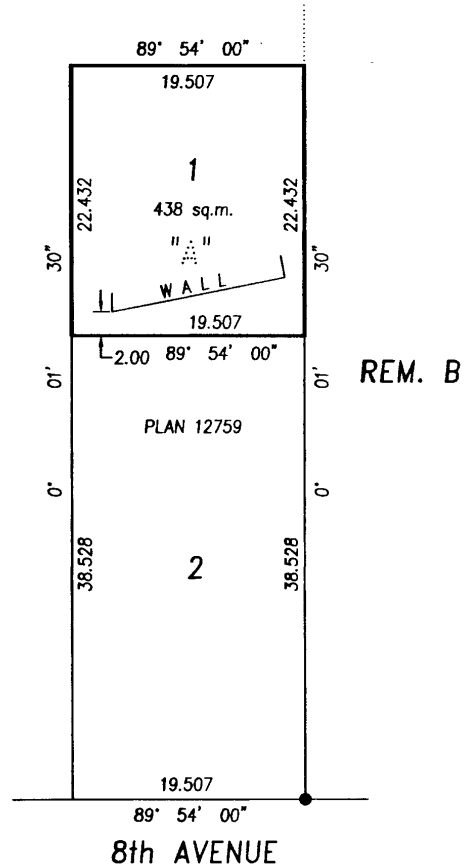 89° 54' 00"
19.507
1
22.432
22.432
438 sq.m.
"A"
30"
30"
WALL
19.507
2.00
89° 54' 00"
01'
01'
REM. B
PLAN 12759
0°
0°
38.528
2
38.528
19.507
89° 54' 00"
8th AVENUE